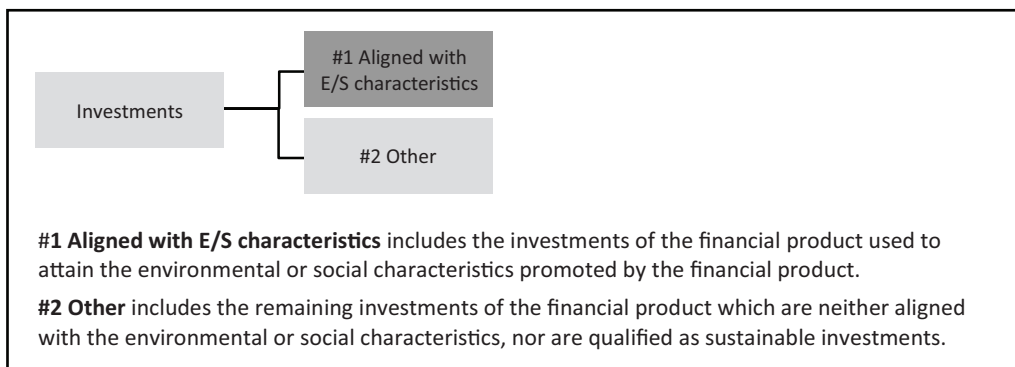 #1 Aligned with
E/S characteristics
Investments
#2 Other
#1 Aligned with E/S characteristics includes the investments of the financial product used to
attain the environmental or social characteristics promoted by the financial product.
#2 Other includes the remaining investments of the financial product which are neither aligned
with the environmental or social characteristics, nor are qualified as sustainable investments.